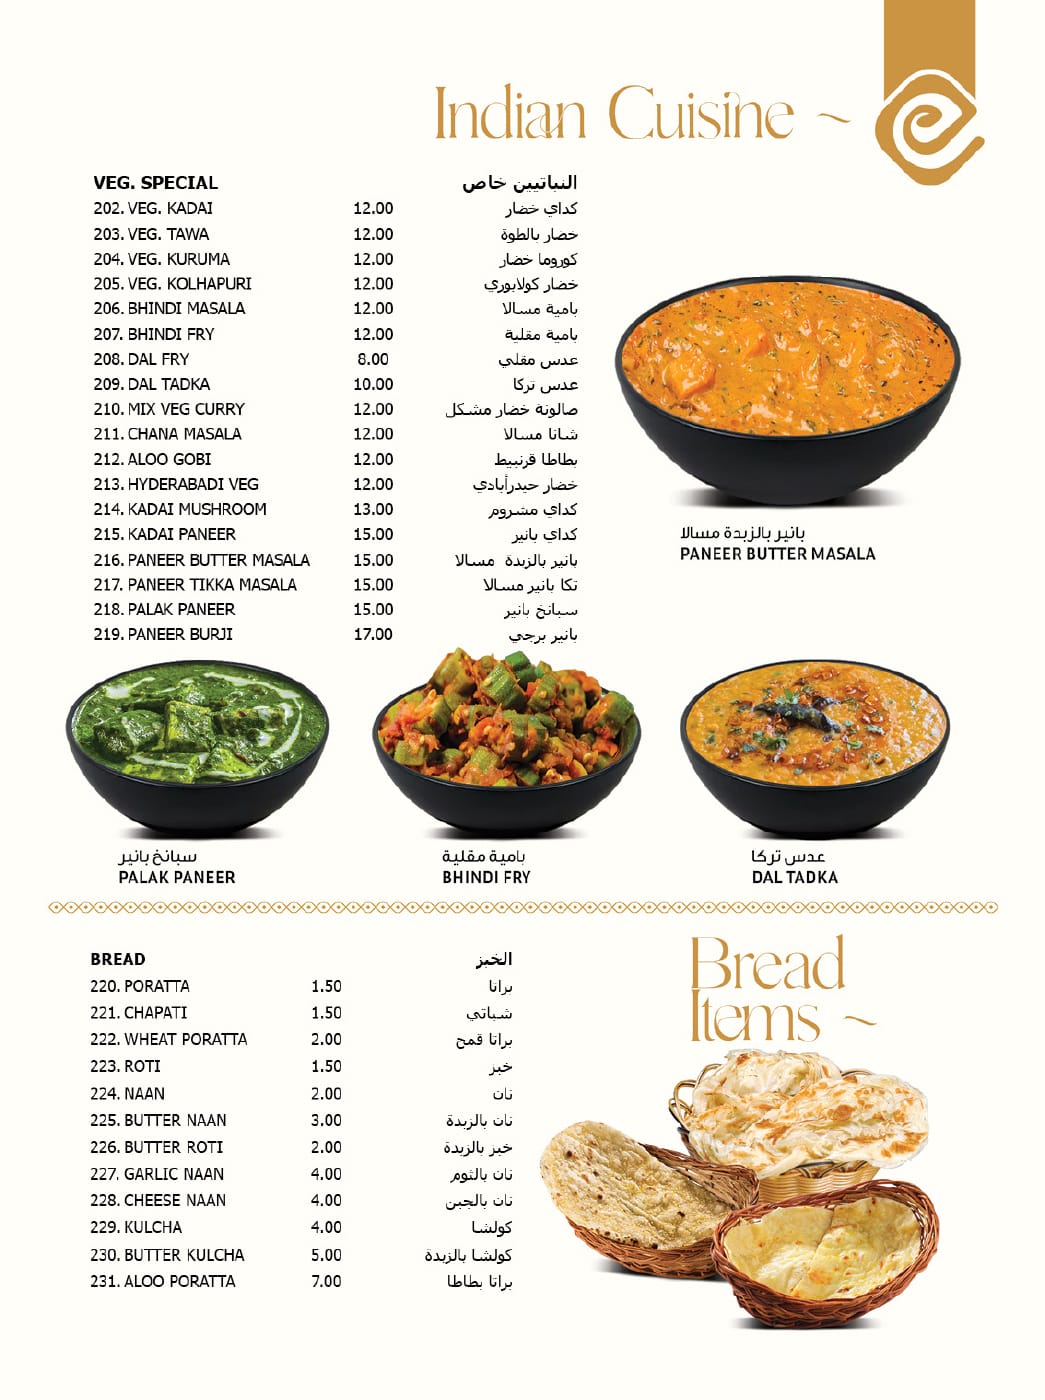 Indian Cuisine ~
VEG. SPECIAL النباتيين خاص
202. VEG. KADAI 12.00 كداي خضار
203. VEG. TAWA 12.00 خضار بالطوة
204. VEG. KURUMA 12.00 كوروما خضار
205. VEG. KOLHAPURI 12.00 خضار كولابوري
206. BHINDI MASALA 12.00 بامية مسالا
207. BHINDI FRY 12.00 بامية مقلية
208. DAL FRY 8.00 عدس مقلي
209. DAL TADKA 10.00 عدس تركا
210. MIX VEG CURRY 12.00 صالونة خضار مشكل
211. CHANA MASALA 12.00 شانا مسالا
212. ALOO GOBI 12.00 بطاطا قرنبيط
213. HYDERABADI VEG 12.00 خضار حيدرأبادي
214. KADAI MUSHROOM 13.00 كداي مشروم
215. KADAI PANEER 15.00 كداي بانير
216. PANEER BUTTER MASALA 15.00 بانير بالزبدة مسالا
217. PANEER TIKKA MASALA 15.00 تكا بانير مسالا
218. PALAK PANEER 15.00 سبانخ بانير
219. PANEER BURJI 17.00 بانير برجي
بانير بالزبدة مسالا
PANEER BUTTER MASALA
سبانخ بانير
PALAK PANEER
بامية مقلية
BHINDI FRY
عدس تركا
DAL TADKA
BREAD الخبز
220. PORATTA 1.50 براتا
221. CHAPATI 1.50 شباتي
222. WHEAT PORATTA 2.00 براتا قمح
223. ROTI 1.50 خبز
224. NAAN 2.00 نان
225. BUTTER NAAN 3.00 نان بالزبدة
226. BUTTER ROTI 2.00 خبز بالزبدة
227. GARLIC NAAN 4.00 نان بالثوم
228. CHEESE NAAN 4.00 نان بالجبن
229. KULCHA 4.00 كولشا
230. BUTTER KULCHA 5.00 كولشا بالزبدة
231. ALOO PORATTA 7.00 براتا بطاطا
Bread
Items ~